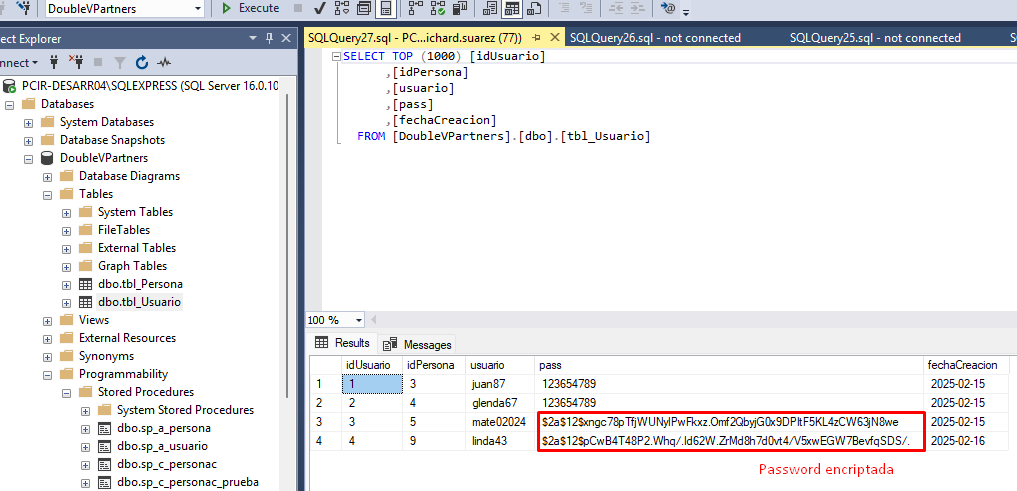 DoubleVPartners
Execute
ect Explorer
nnect
PCIR-DESARR04\SQLEXPRESS (SQL Server 16.0.10
Databases
System Databases
Database Snapshots
DoubleVPartners
Database Diagrams
Tables
System Tables
FileTables
External Tables
Graph Tables
dbo.tbl_Persona
dbo.tbl_Usuario
Views
External Resources
Synonyms
Programmability
Stored Procedures
System Stored Procedures
dbo.sp_a_persona
dbo.sp_a_usuario
dbo.sp_c_personac
dbo.sp_c_personac_prueba
SQLQuery27.sql - PC...ichard.suarez (77))
SQLQuery26.sql - not connected
SQLQuery25.sql - not connected
SELECT TOP (1000) [idUsuario]
,[idPersona]
,[usuario]
,[pass]
,[fechaCreacion]
FROM [DoubleVPartners].[dbo].[tbl_Usuario]
100 %
Results Messages
idUsuario idPersona usuario pass fechaCreacion
1 1 3 juan87 123654789 2025-02-15
2 2 4 glenda67 123654789 2025-02-15
3 3 5 mate02024 $2a$12$xngc78pTfjWUNylPwFkxz.Omf2QbyjG0x9DPltF5KL4zCW63jN8we 2025-02-15
4 4 9 linda43 $2a$12$pCwB4T48P2.Whq/.Id62W.ZrMd8h7d0vt4/V5xwEGW7BevfqSDS/. 2025-02-16
Password encriptada